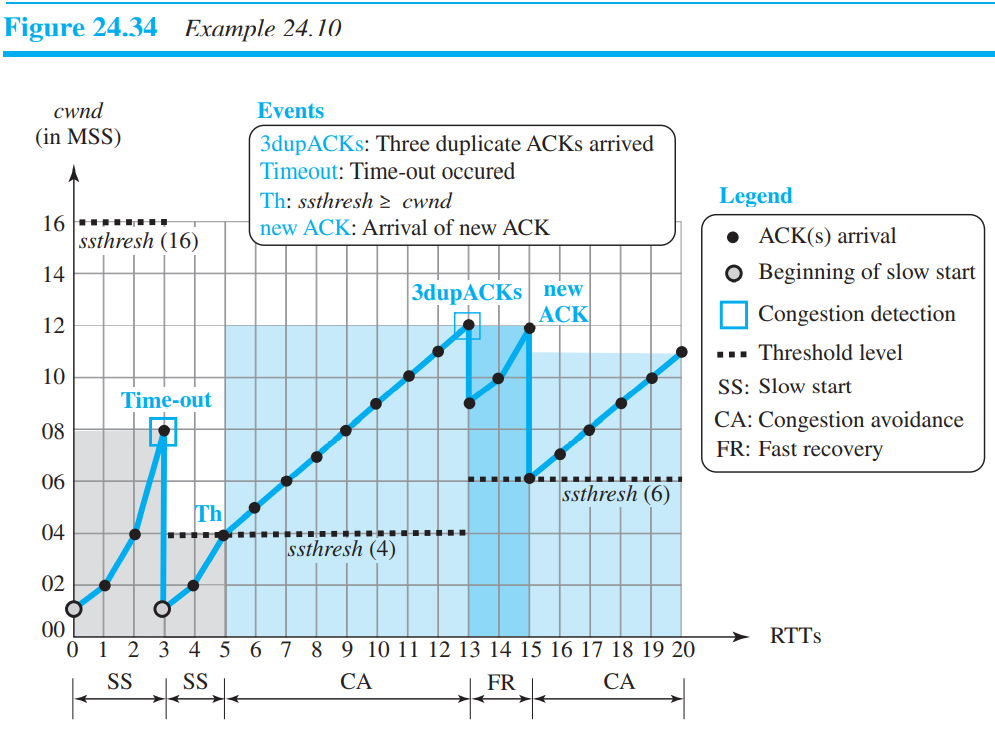 Figure 24.34 Example 24.10
cwnd
(in MSS)
Events
3dupACKs: Three duplicate ACKs arrived
Timeout: Time-out occured
Th: ssthresh ≥ cwnd
new ACK: Arrival of new ACK
Legend
ACK(s) arrival
Beginning of slow start
Congestion detection
Threshold level
SS: Slow start
CA: Congestion avoidance
FR: Fast recovery
16
14
12
10
08
06
04
02
00
ssthresh (16)
Time-out
Th
ssthresh (4)
3dupACKs
new
ACK
ssthresh (6)
0 1 2 3 4 5 6 7 8 9 10 11 12 13 14 15 16 17 18 19 20
RTTs
SS SS CA FR CA